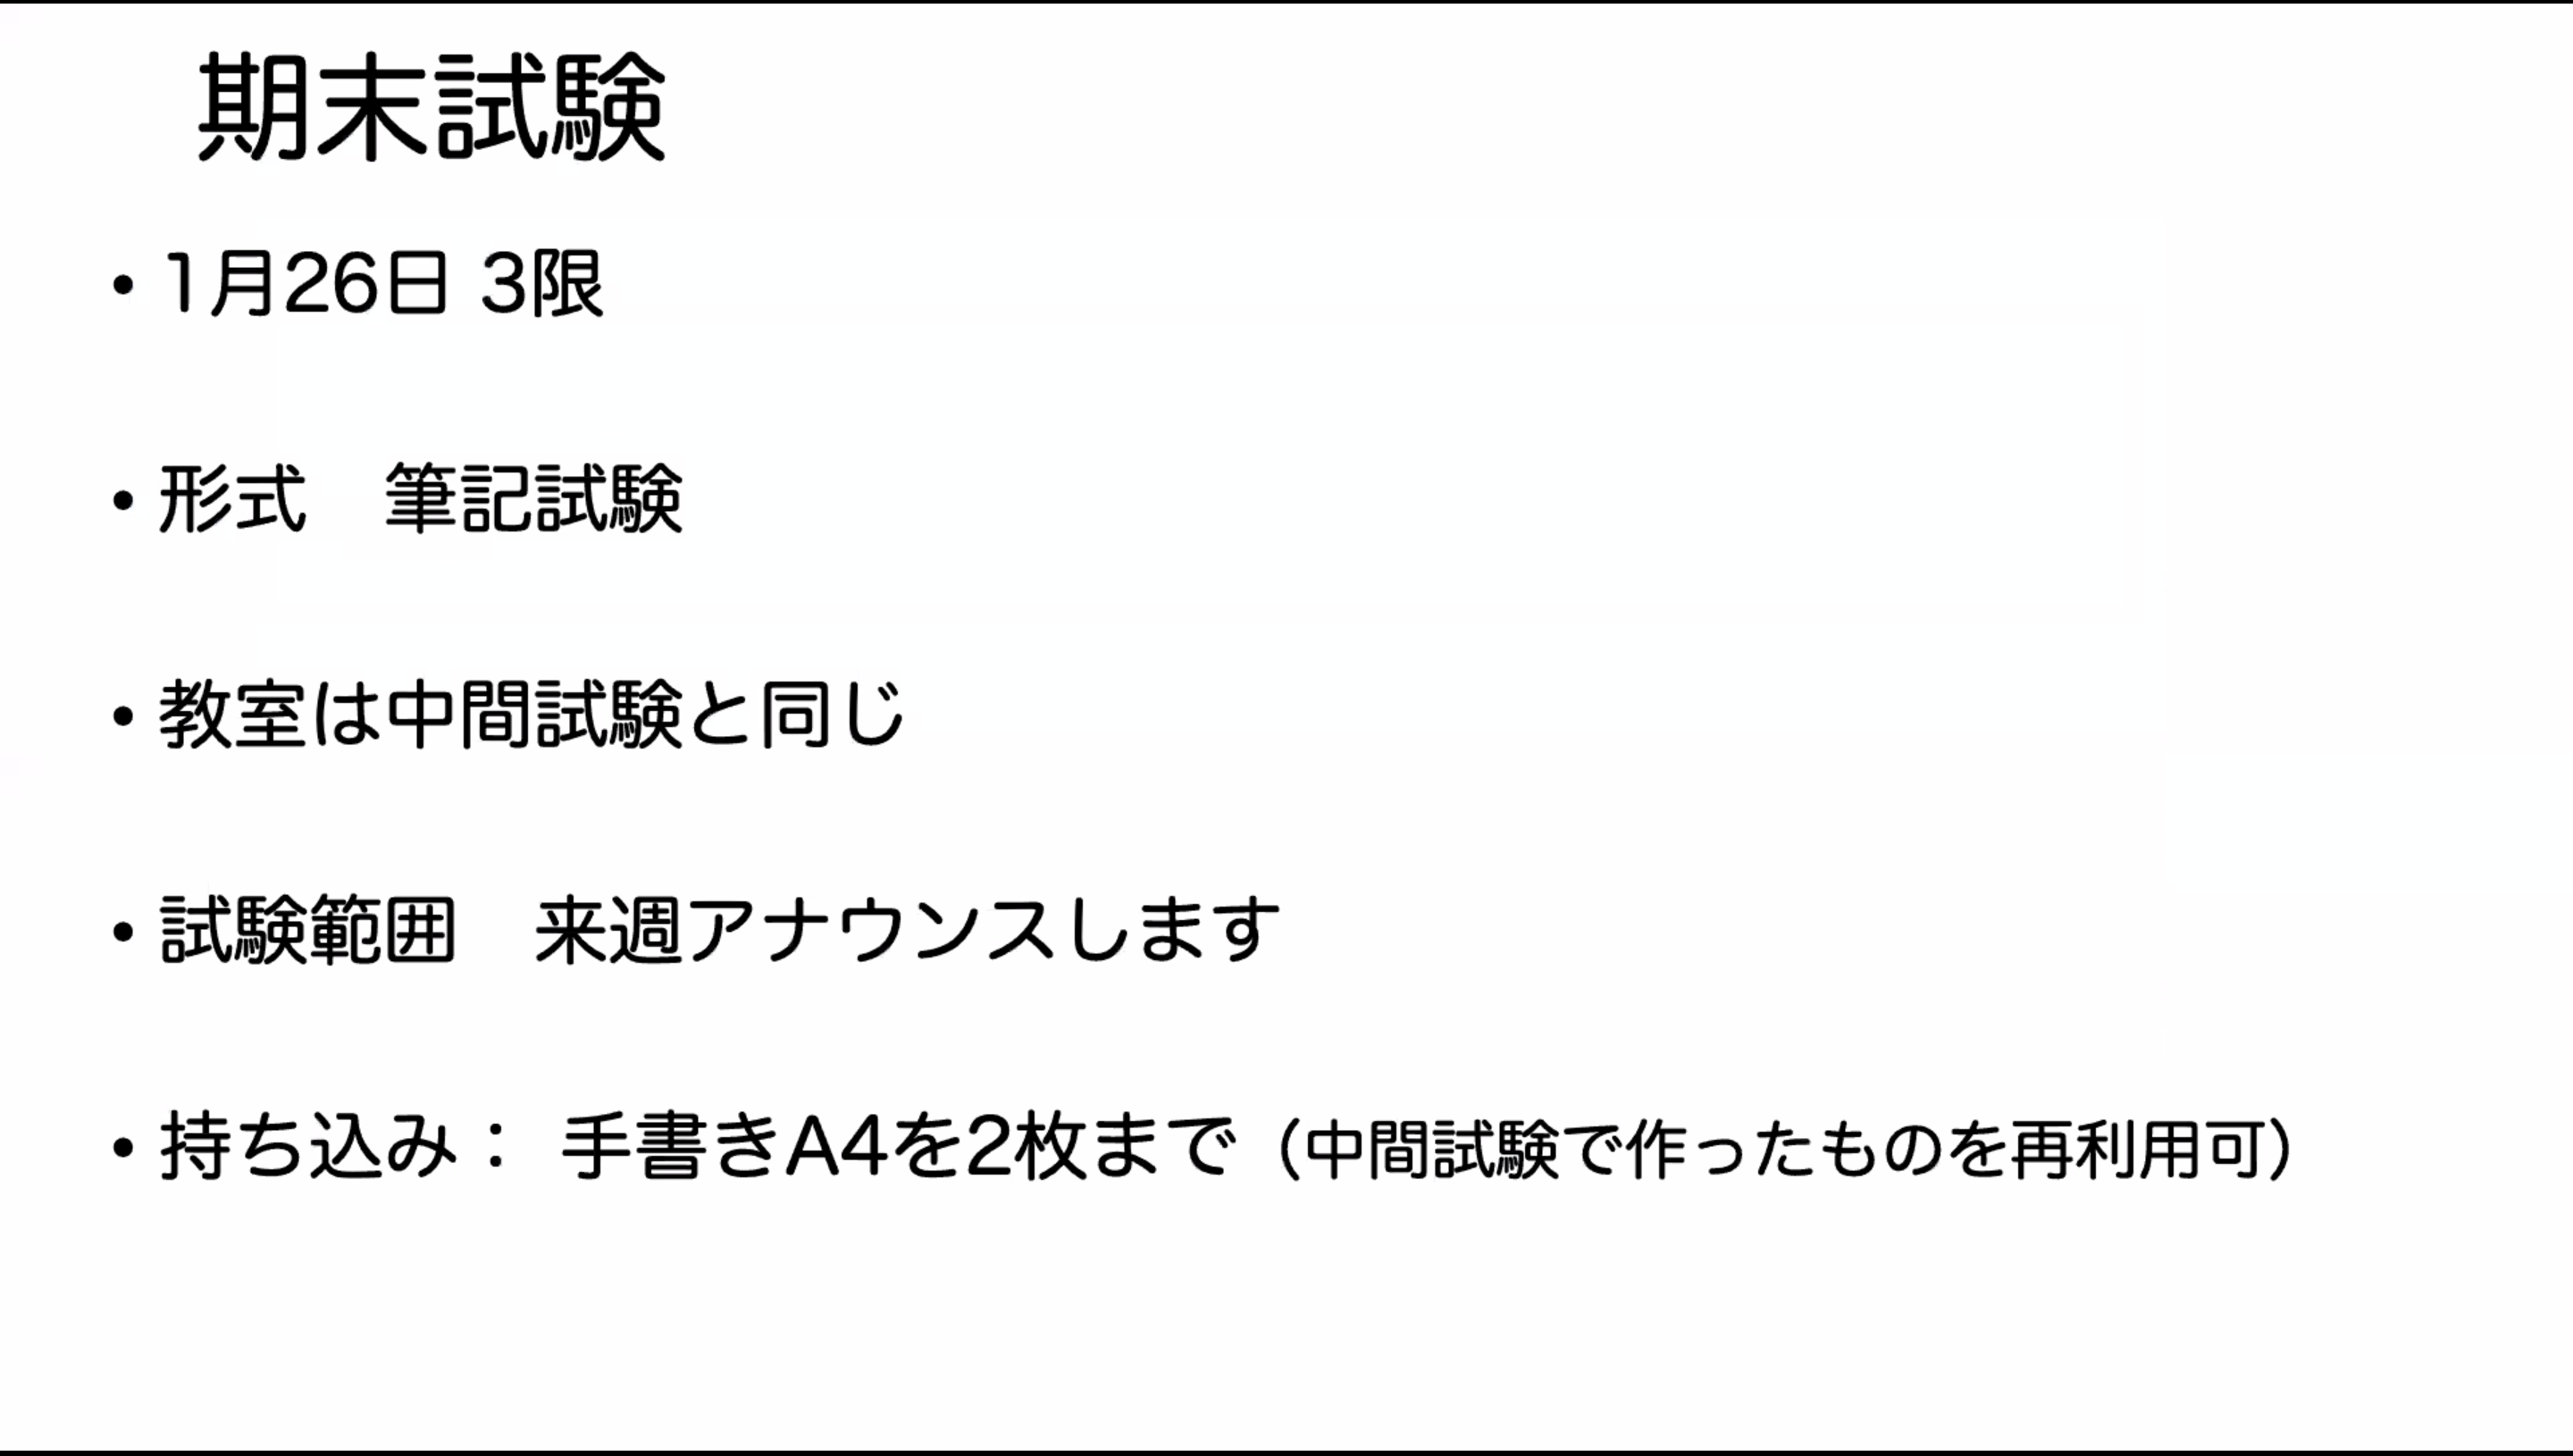 期末試験
• 1月26日 3限
• 形式　筆記試験
• 教室は中間試験と同じ
• 試験範囲　来週アナウンスします
• 持ち込み： 手書きA4を2枚まで（中間試験で作ったものを再利用可）